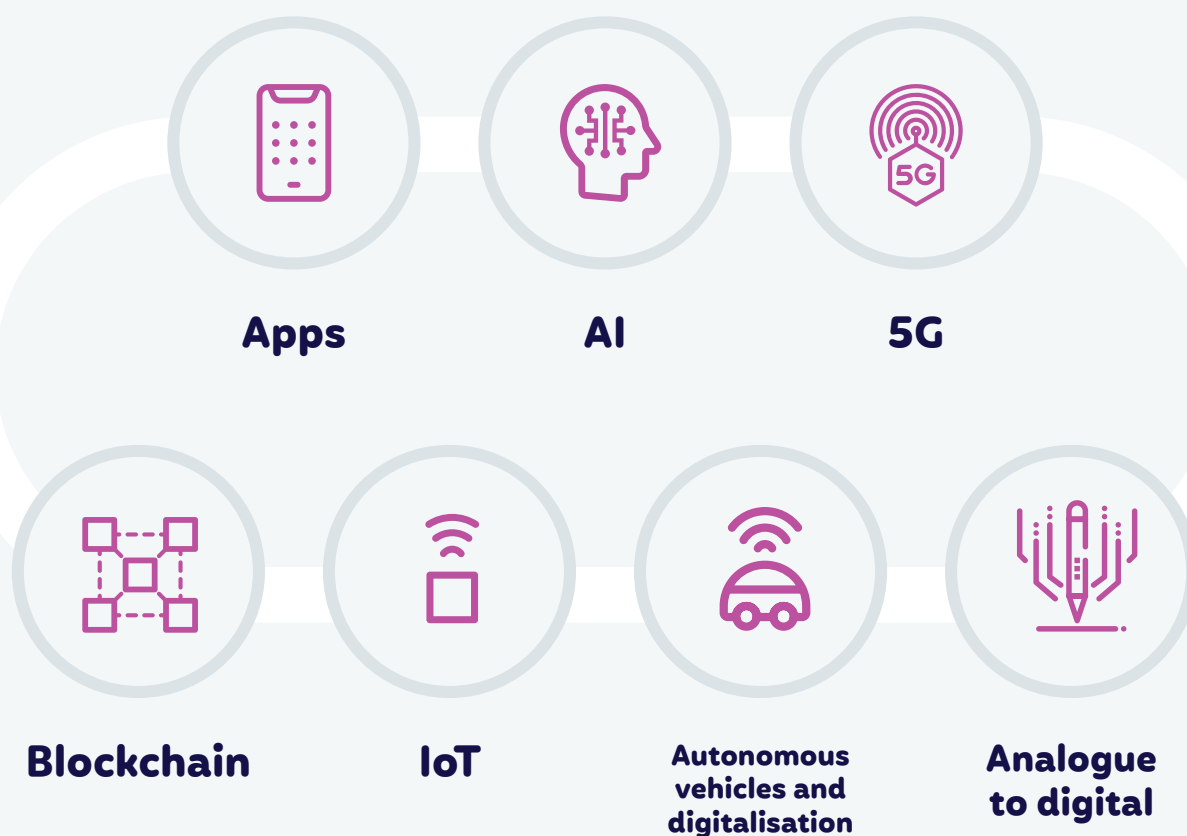 5G
Apps
AI
5G
Blockchain
IoT
Autonomous
vehicles and
digitalisation
Analogue
to digital